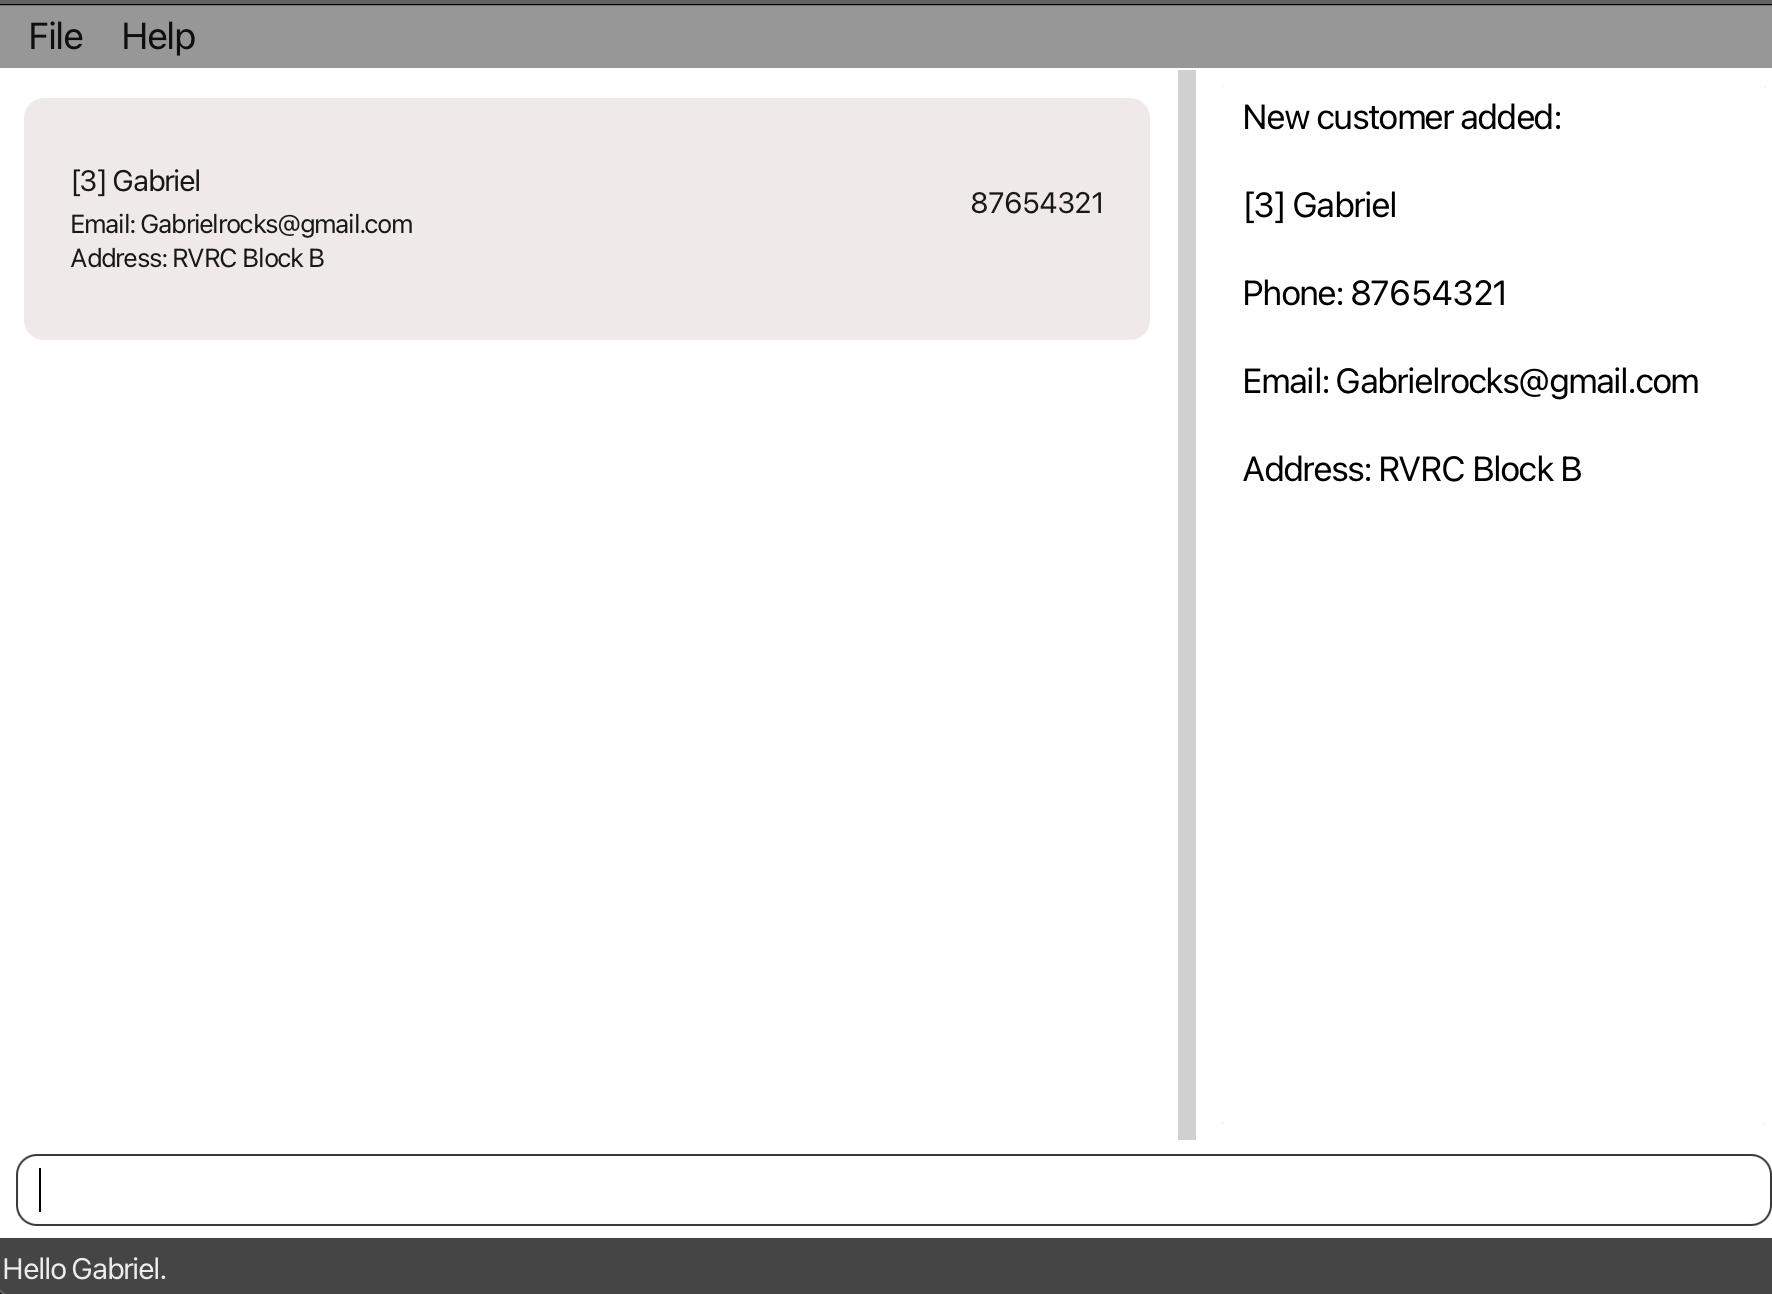 File Help
[3] Gabriel
87654321
Email: Gabrielrocks@gmail.com
Address: RVRC Block B
New customer added:
[3] Gabriel
Phone: 87654321
Email: Gabrielrocks@gmail.com
Address: RVRC Block B
Hello Gabriel.